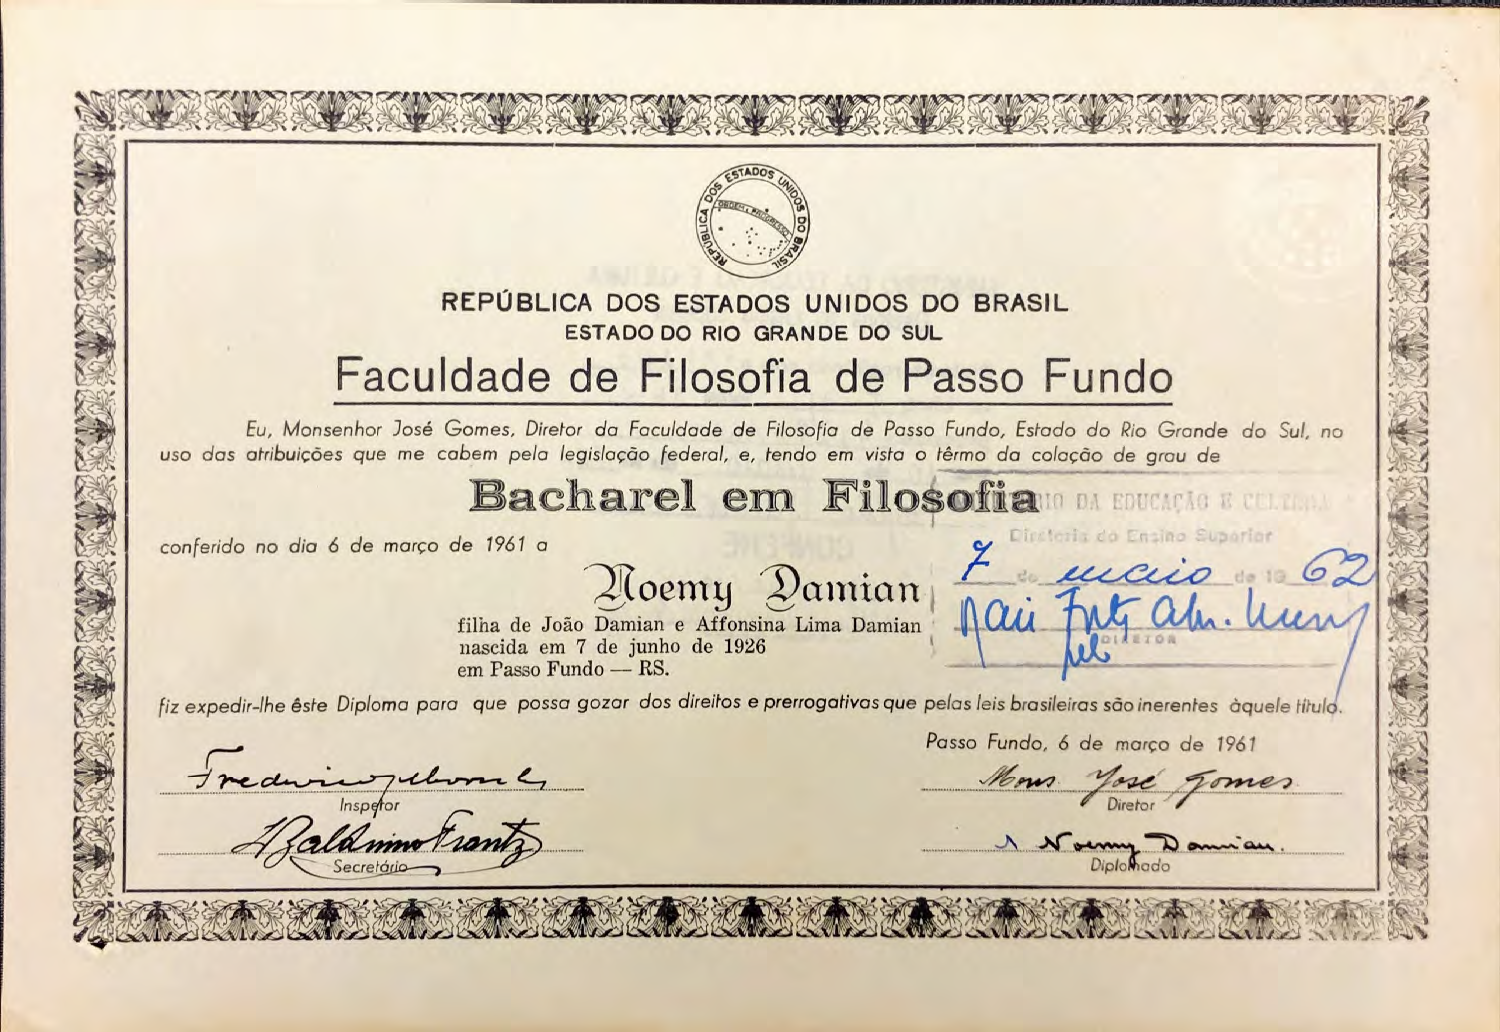 REPÚBLICA DOS ESTADOS UNIDOS DO BRASIL
ORDEM E PROGRESSO
REPÚBLICA DOS ESTADOS UNIDOS DO BRASIL
ESTADO DO RIO GRANDE DO SUL
Faculdade de Filosofia de Passo Fundo
Eu, Monsenhor José Gomes, Diretor da Faculdade de Filosofia de Passo Fundo, Estado do Rio Grande do Sul, no
uso das atribuições que me cabem pela legislação federal, e, tendo em vista o têrmo da colação de grau de
Bacharel em Filosofia
DA EDUCAÇÃO E CULTURA
Diretoria do Ensino Superior
conferido no dia 6 de março de 1961 a
7 de maio de 1962
Noemy Damian
DIRETOR
filha de João Damian e Affonsina Lima Damian
nascida em 7 de junho de 1926
em Passo Fundo — RS.
fiz expedir-lhe êste Diploma para que possa gozar dos direitos e prerrogativas que pelas leis brasileiras são inerentes àquele título.
Passo Fundo, 6 de março de 1961
Mons José Gomes
Inspetor
Diretor
Balduino Frantz
Noemy Damian.
Secretário
Diplomado